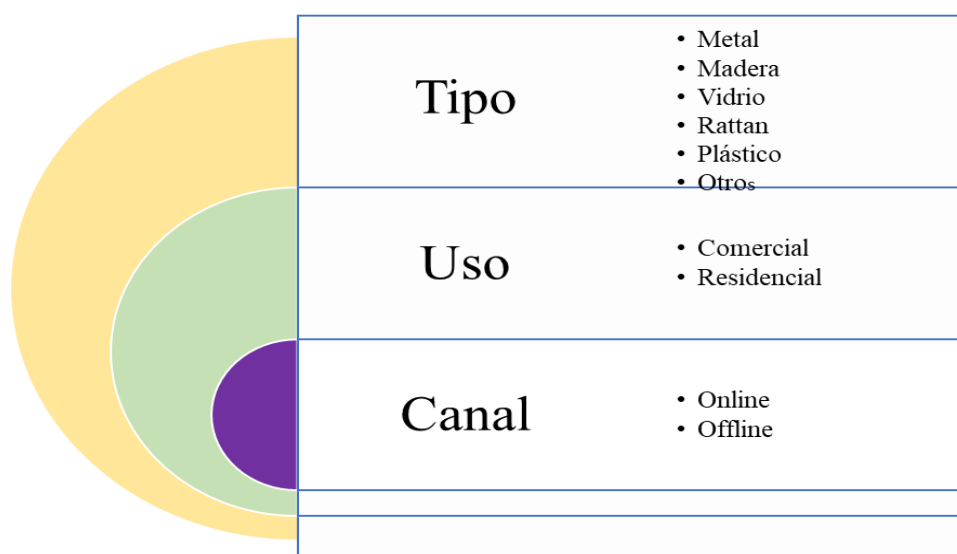 Tipo
• Metal
• Madera
• Vidrio
• Rattan
• Plástico
• Otros
Uso
• Comercial
• Residencial
Canal
• Online
• Offline